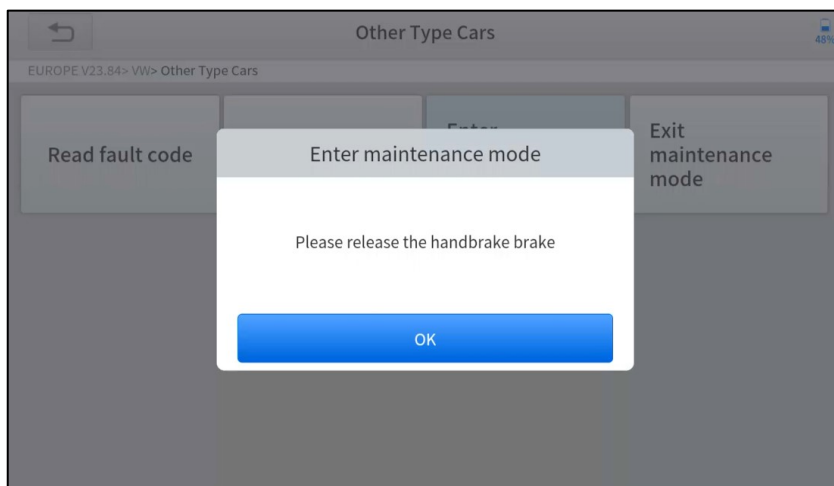 Other Type Cars
48%
EUROPE V23.84> VW> Other Type Cars
Read fault code
Enter
Exit
maintenance
mode
Enter maintenance mode
Please release the handbrake brake
OK